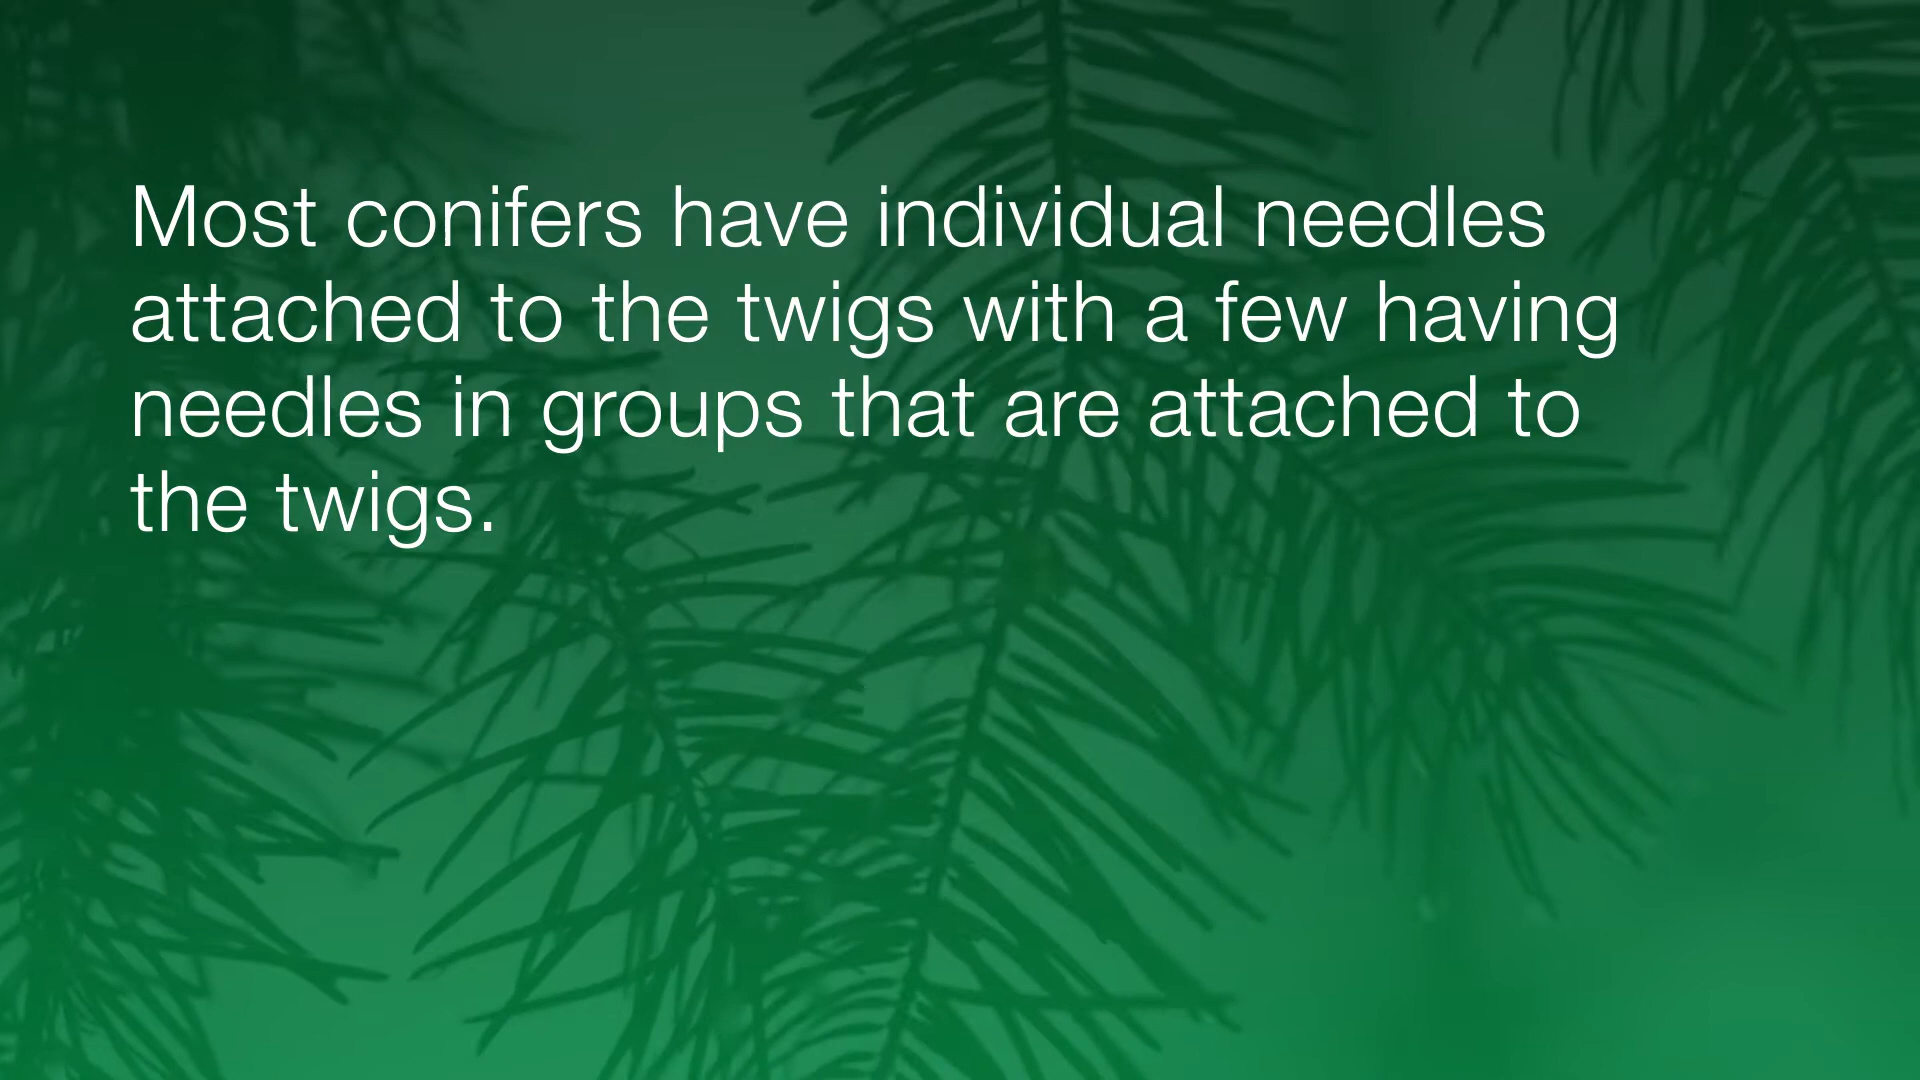 Most conifers have individual needles
attached to the twigs with a few having
needles in groups that are attached to
the twigs.